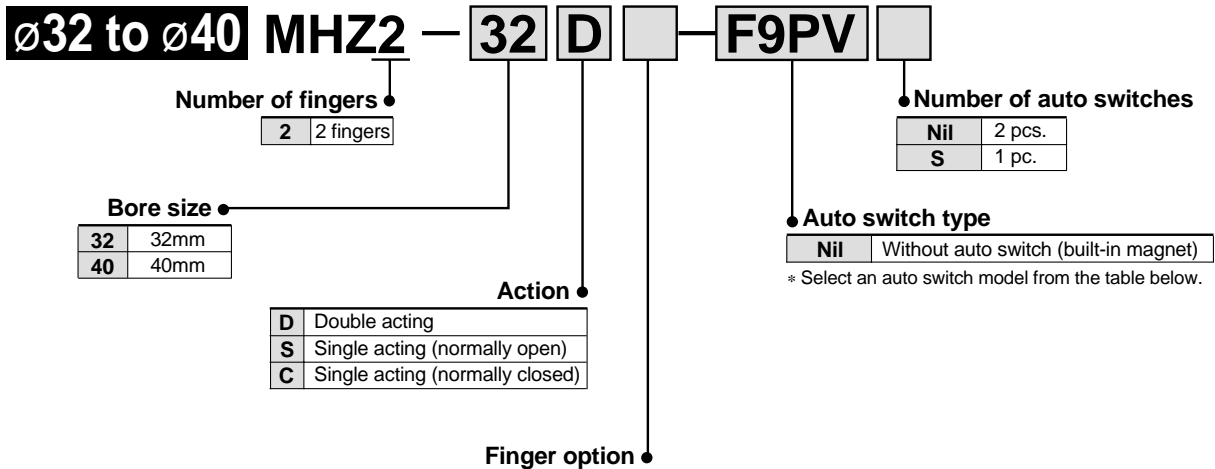 ø32 to ø40 MHZ2 — 32 D — F9PV
Number of fingers
2 2 fingers
Number of auto switches
Nil 2 pcs.
S 1 pc.
Bore size
32 32mm
40 40mm
Auto switch type
Nil Without auto switch (built-in magnet)
∗ Select an auto switch model from the table below.
Action
D Double acting
S Single acting (normally open)
C Single acting (normally closed)
Finger option